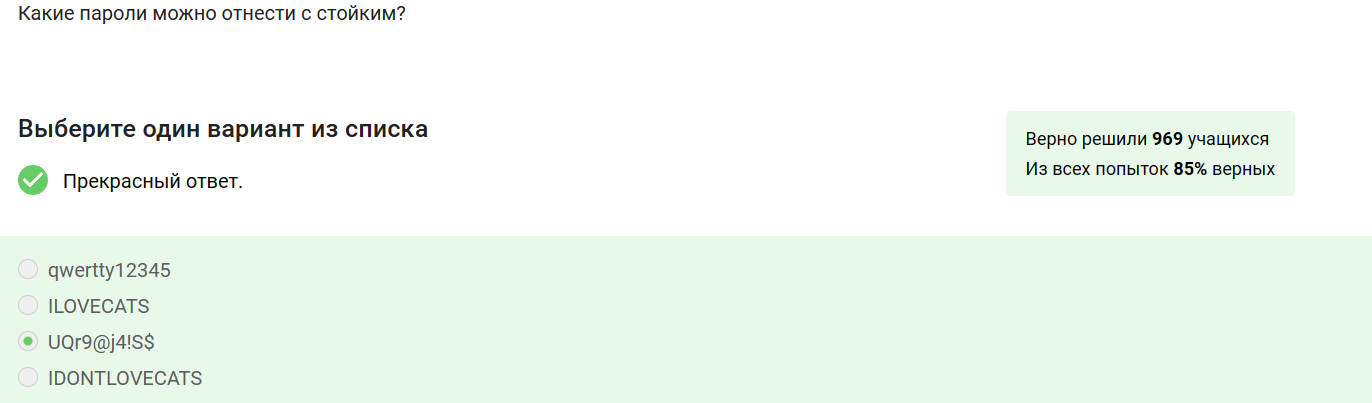 Какие пароли можно отнести с стойким?
Выберите один вариант из списка
Верно решили 969 учащихся
Из всех попыток 85% верных
Прекрасный ответ.
qwertty12345
ILOVECATS
UQr9@j4!S$
IDONTLOVECATS